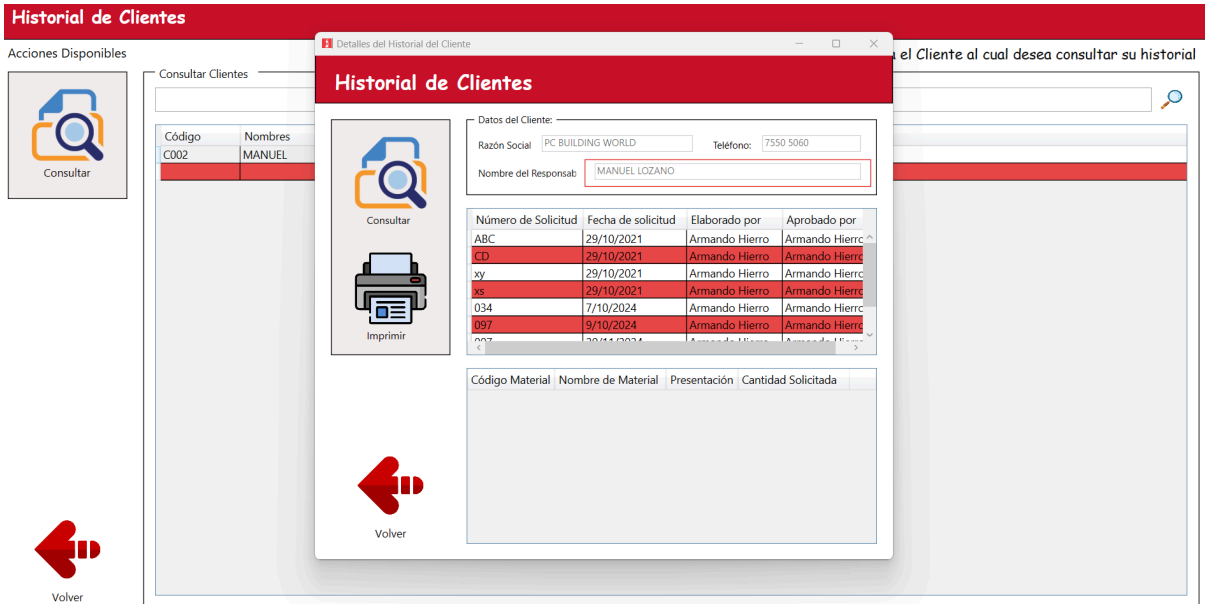 Historial de Clientes
Acciones Disponibles
el Cliente al cual desea consultar su historial
Consultar
Volver
Consultar Clientes
Código Nombres
C002 MANUEL
Detalles del Historial del Cliente
Historial de Clientes
Consultar
Imprimir
Volver
Datos del Cliente:
Razón Social PC BUILDING WORLD Teléfono: 7550 5060
Nombre del Responsab MANUEL LOZANO
Número de Solicitud Fecha de solicitud Elaborado por Aprobado por
ABC 29/10/2021 Armando Hierro Armando Hierro
CD 29/10/2021 Armando Hierro Armando Hierro
xy 29/10/2021 Armando Hierro Armando Hierro
xs 29/10/2021 Armando Hierro Armando Hierro
034 7/10/2024 Armando Hierro Armando Hierro
097 9/10/2024 Armando Hierro Armando Hierro
Código Material Nombre de Material Presentación Cantidad Solicitada